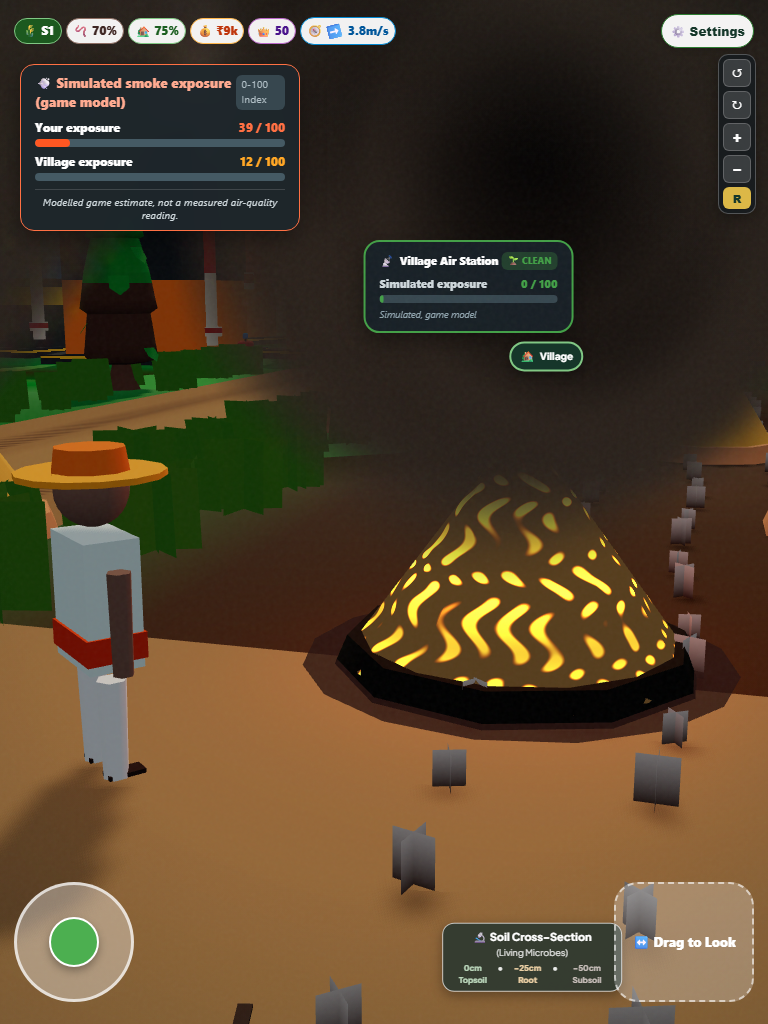 S1
70%
75%
₹9k
50
3.8m/s
Settings
Simulated smoke exposure
(game model)
0-100
Index
Your exposure
39 / 100
Village exposure
12 / 100
Modelled game estimate, not a measured air-quality
reading.
↺
↻
+
−
R
Village Air Station
CLEAN
Simulated exposure
0 / 100
Simulated, game model
Village
Soil Cross-Section
(Living Microbes)
0cm • −25cm • −50cm
Topsoil Root Subsoil
Drag to Look